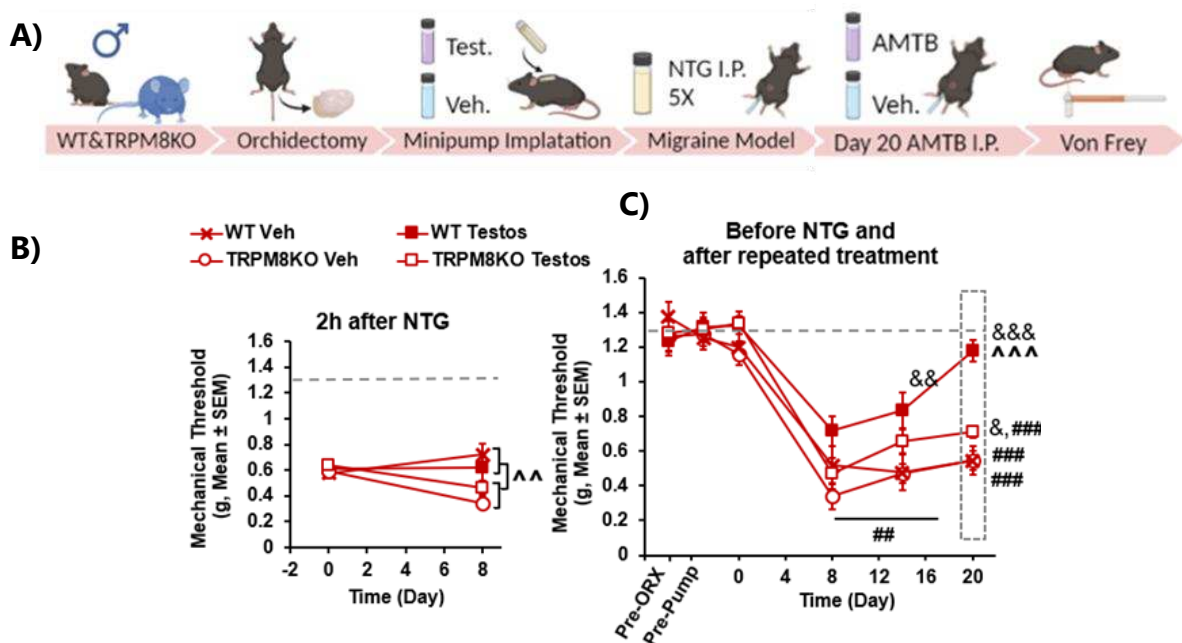 A)
Test.
Veh.
NTG I.P.
5X
AMTB
Veh.
WT&TRPM8KO
Orchidectomy
Minipump Implatation
Migraine Model
Day 20 AMTB I.P.
Von Frey
B)
WT Veh
WT Testos
TRPM8KO Veh
TRPM8KO Testos
2h after NTG
Mechanical Threshold
(g, Mean ± SEM)
1.6
1.4
1.2
1
0.8
0.6
0.4
0.2
0
^^
-2
0
2
4
6
8
Time (Day)
C)
Before NTG and
after repeated treatment
Mechanical Threshold
(g, Mean ± SEM)
1.6
1.4
1.2
1
0.8
0.6
0.4
0.2
0
&&
&&&
^^^
&, ###
###
###
##
Pre-ORX
Pre-Pump
0
4
8
12
16
20
Time (Day)